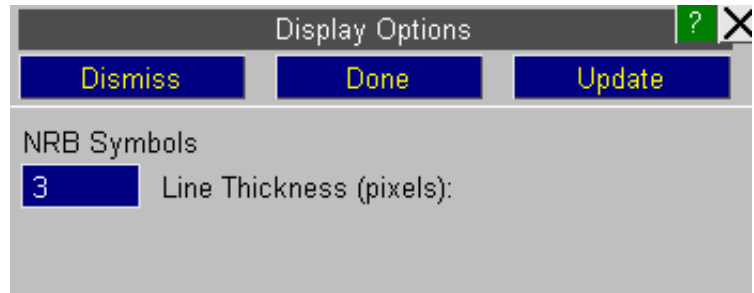 Display Options ?
Dismiss Done Update
NRB Symbols
3 Line Thickness (pixels):